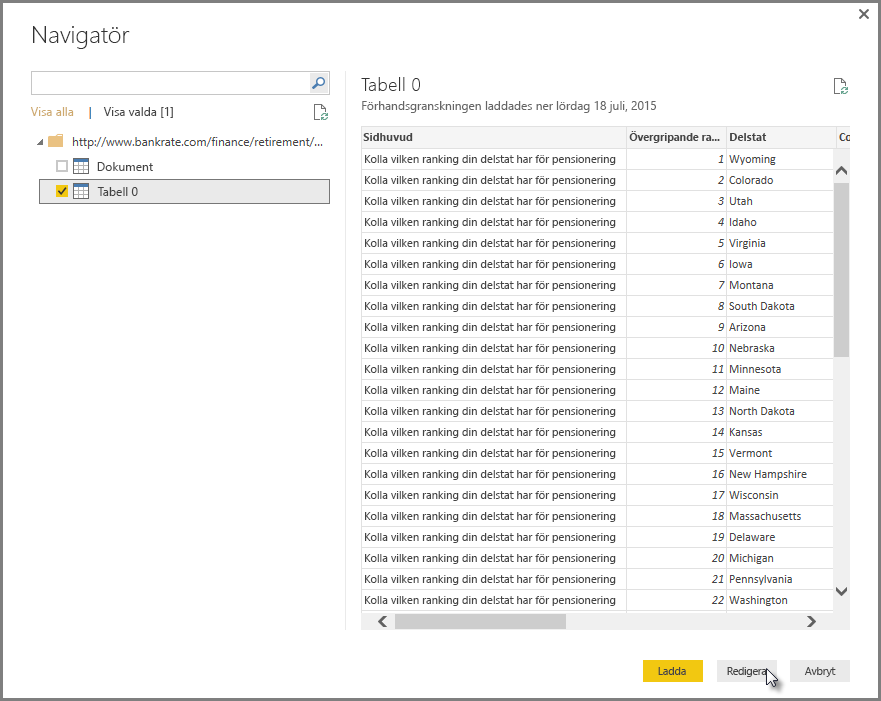 Navigatör
Visa alla | Visa valda [1]
http://www.bankrate.com/finance/retirement/...
Dokument
Tabell 0
Tabell 0
Förhandsgranskningen laddades ner lördag 18 juli, 2015
Sidhuvud Övergripande ra... Delstat Co
Kolla vilken ranking din delstat har för pensionering 1 Wyoming
Kolla vilken ranking din delstat har för pensionering 2 Colorado
Kolla vilken ranking din delstat har för pensionering 3 Utah
Kolla vilken ranking din delstat har för pensionering 4 Idaho
Kolla vilken ranking din delstat har för pensionering 5 Virginia
Kolla vilken ranking din delstat har för pensionering 6 Iowa
Kolla vilken ranking din delstat har för pensionering 7 Montana
Kolla vilken ranking din delstat har för pensionering 8 South Dakota
Kolla vilken ranking din delstat har för pensionering 9 Arizona
Kolla vilken ranking din delstat har för pensionering 10 Nebraska
Kolla vilken ranking din delstat har för pensionering 11 Minnesota
Kolla vilken ranking din delstat har för pensionering 12 Maine
Kolla vilken ranking din delstat har för pensionering 13 North Dakota
Kolla vilken ranking din delstat har för pensionering 14 Kansas
Kolla vilken ranking din delstat har för pensionering 15 Vermont
Kolla vilken ranking din delstat har för pensionering 16 New Hampshire
Kolla vilken ranking din delstat har för pensionering 17 Wisconsin
Kolla vilken ranking din delstat har för pensionering 18 Massachusetts
Kolla vilken ranking din delstat har för pensionering 19 Delaware
Kolla vilken ranking din delstat har för pensionering 20 Michigan
Kolla vilken ranking din delstat har för pensionering 21 Pennsylvania
Kolla vilken ranking din delstat har för pensionering 22 Washington
Ladda Redigera Avbryt